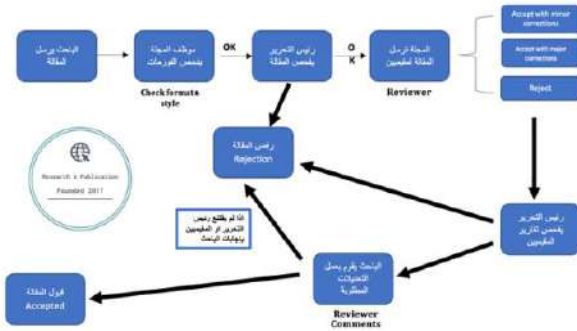 الباحث يرسل
المقالة
موظف المجلة
يفحص الفورمات
Check format&
style
OK
رئيس التحرير
يفحص المقالة
O
K
المجلة ترسل
المقالة لمقيمين
Reviewer
Accept with minor
corrections
Accept with major
corrections
Reject
رفض المقالة
Rejection
Research & Publication
Founded 2011
اذا لم يقتنع رئيس
التحرير او المقيمين
بإجابات الباحث
رئيس التحرير
يفحص تقارير
المقيمين
الباحث يقوم بعمل
التعديلات
المطلوبة
Reviewer
Comments
قبول المقالة
Accepted